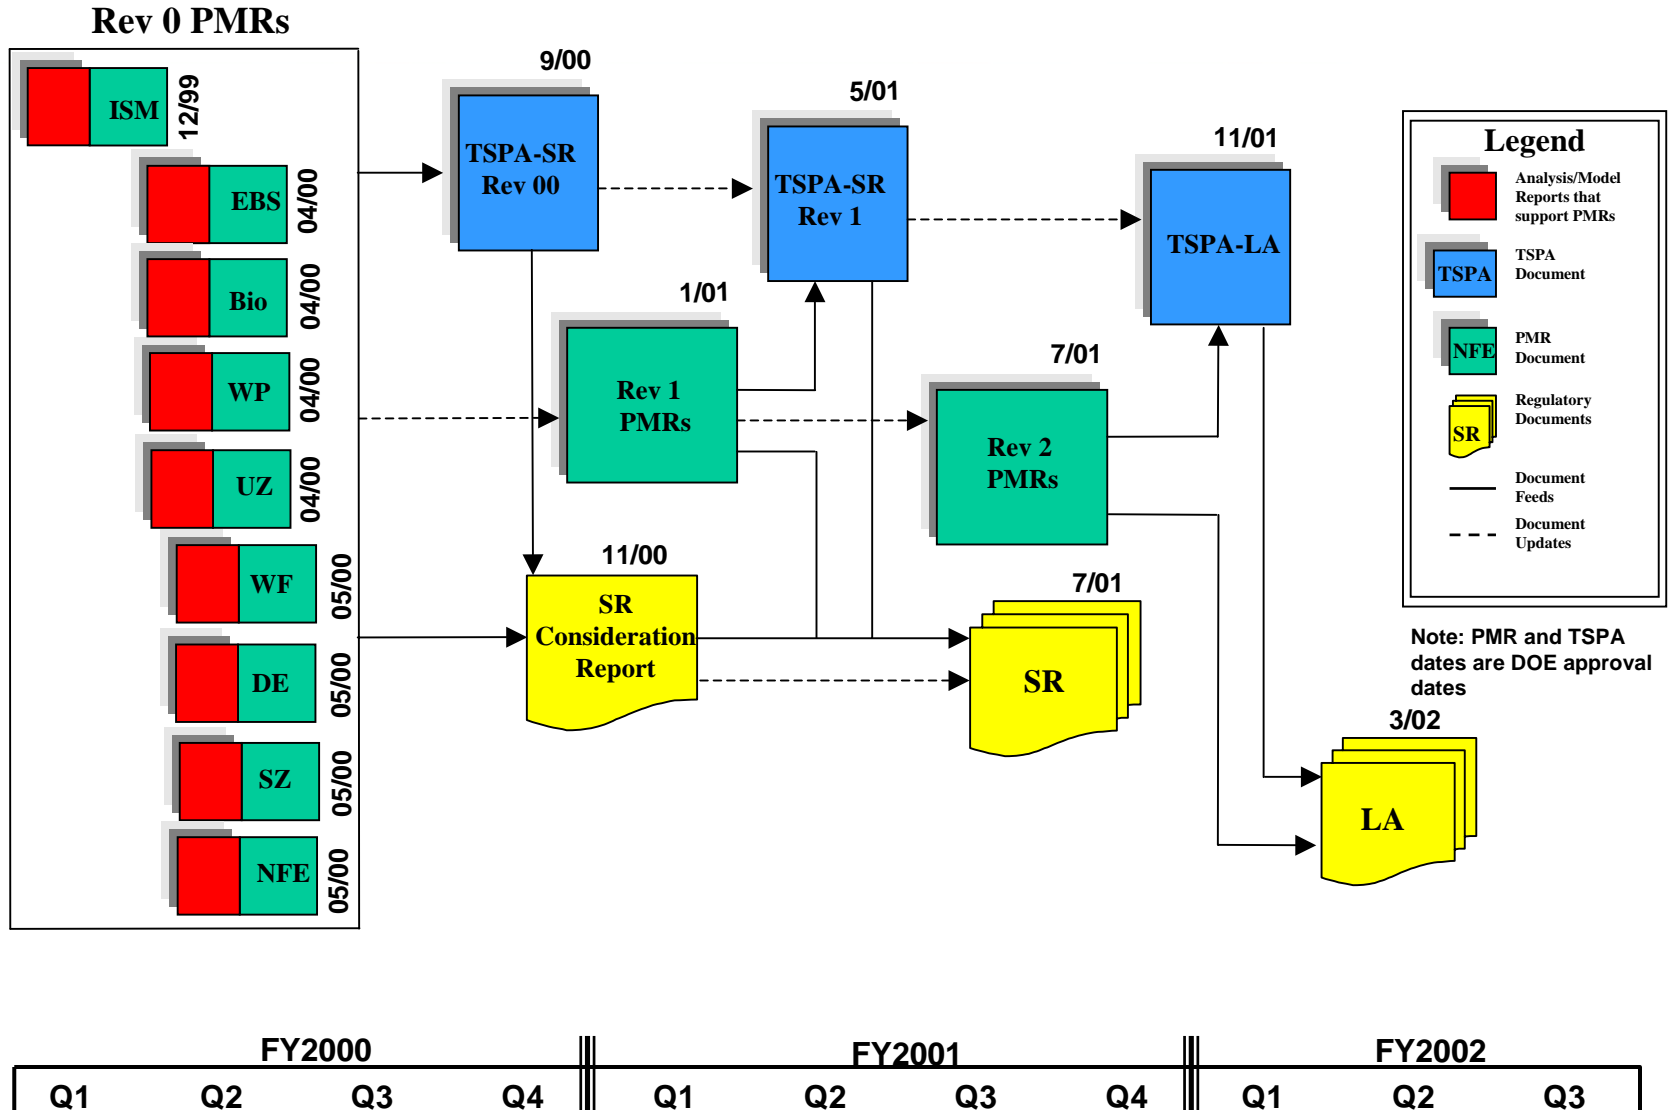 Rev 0 PMRs
ISM
12/99
EBS
04/00
Bio
04/00
WP
04/00
UZ
04/00
WF
05/00
DE
05/00
SZ
05/00
NFE
05/00
9/00
TSPA-SR
Rev 00
5/01
TSPA-SR
Rev 1
11/01
TSPA-LA
1/01
Rev 1
PMRs
7/01
Rev 2
PMRs
11/00
SR
Consideration
Report
7/01
SR
3/02
LA
Legend
Analysis/Model
Reports that
support PMRs
TSPA
TSPA
Document
NFE
PMR
Document
SR
Regulatory
Documents
Document
Feeds
Document
Updates
Note: PMR and TSPA
dates are DOE approval
dates
FY2000 FY2001 FY2002
Q1 Q2 Q3 Q4 Q1 Q2 Q3 Q4 Q1 Q2 Q3